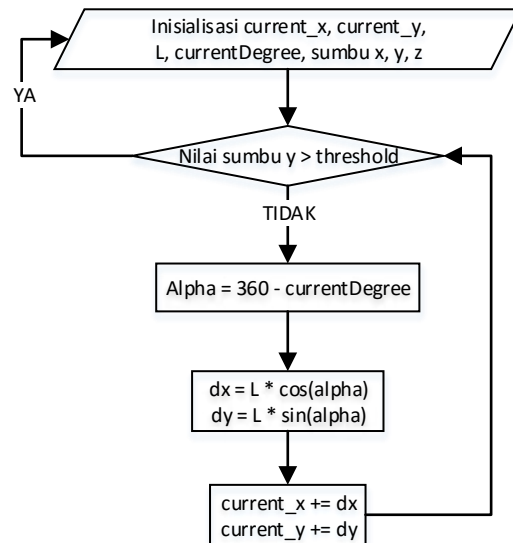 Inisialisasi current_x, current_y,
L, currentDegree, sumbu x, y, z
YA
Nilai sumbu y > threshold
TIDAK
Alpha = 360 - currentDegree
dx = L * cos(alpha)
dy = L * sin(alpha)
current_x += dx
current_y += dy